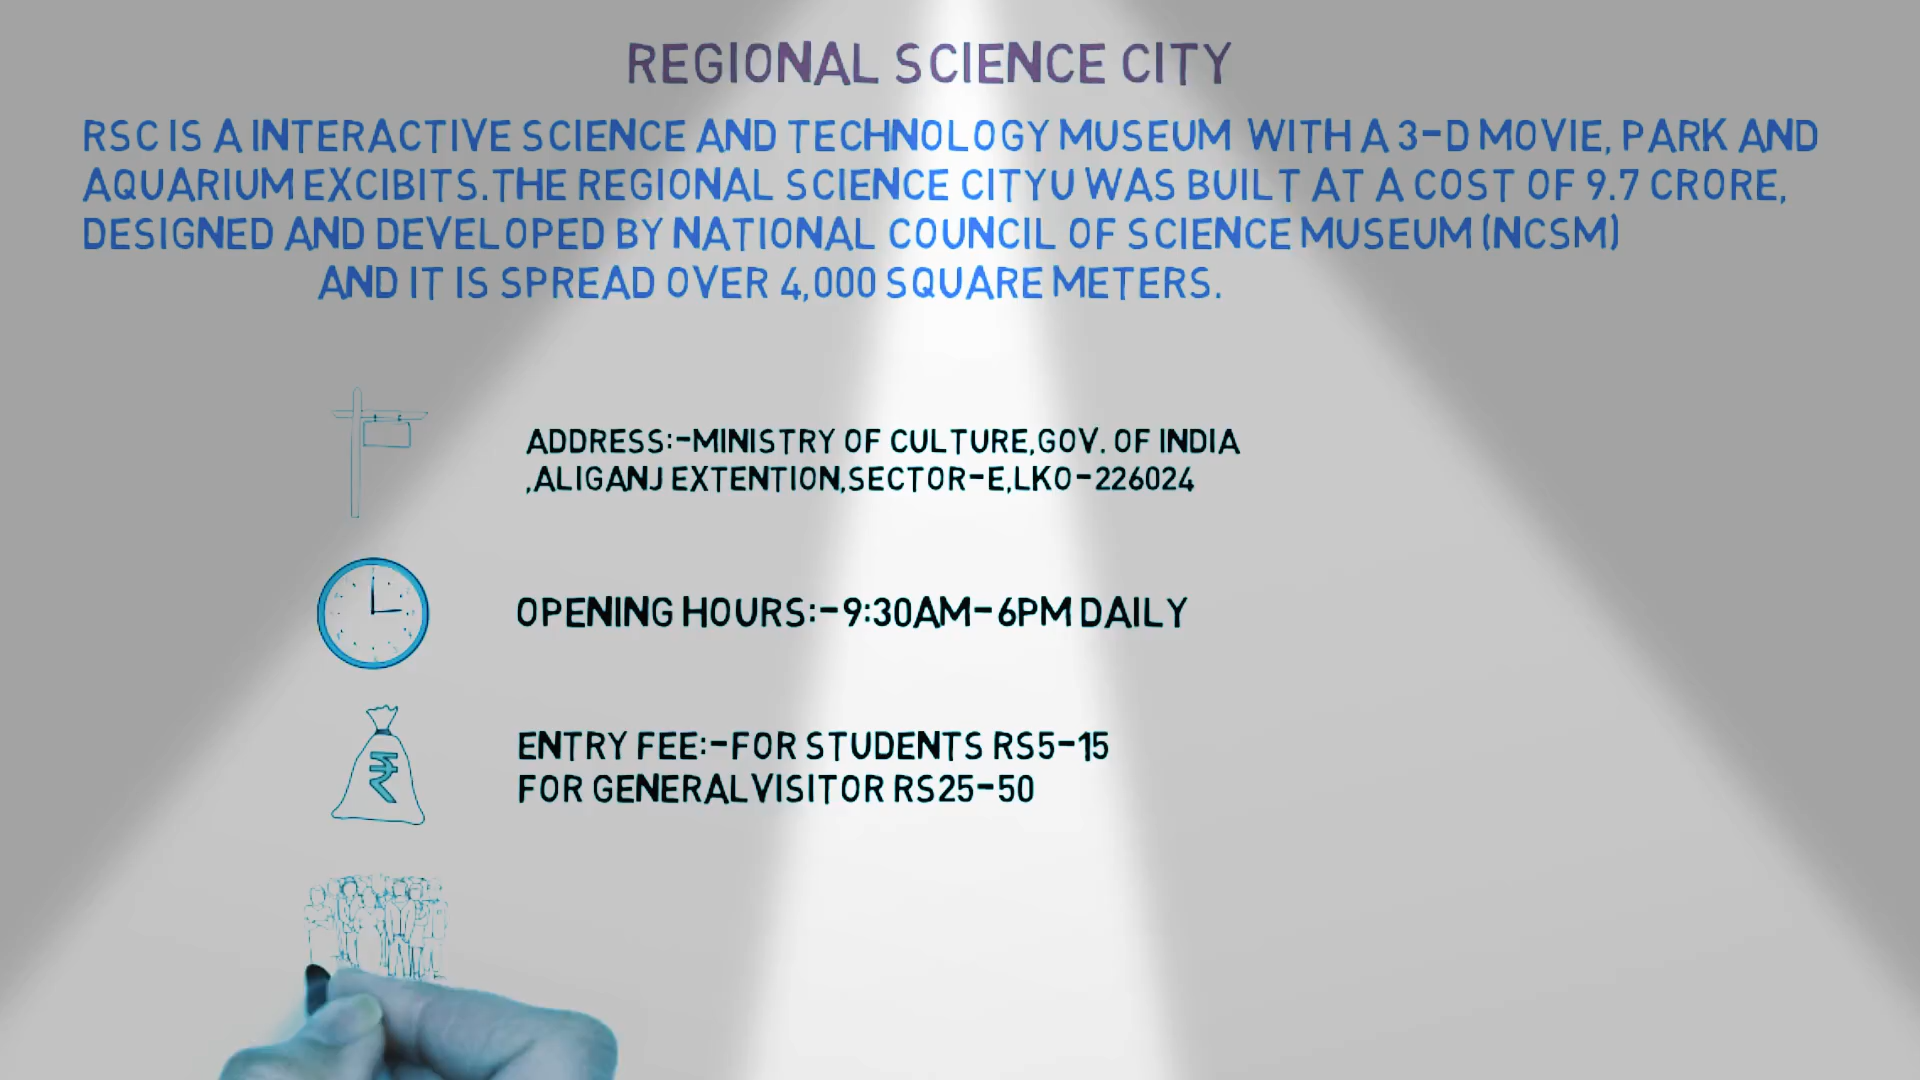 REGIONAL SCIENCE CITY
RSC IS A INTERACTIVE SCIENCE AND TECHNOLOGY MUSEUM WITH A 3-D MOVIE, PARK AND
AQUARIUM EXCIBITS.THE REGIONAL SCIENCE CITYU WAS BUILT AT A COST OF 9.7 CRORE,
DESIGNED AND DEVELOPED BY NATIONAL COUNCIL OF SCIENCE MUSEUM (NCSM)
AND IT IS SPREAD OVER 4,000 SQUARE METERS.
ADDRESS:-MINISTRY OF CULTURE,GOV. OF INDIA
,ALIGANJ EXTENTION,SECTOR-E,LKO-226024
OPENING HOURS:-9:30AM-6PM DAILY
₹
ENTRY FEE:-FOR STUDENTS RS5-15
FOR GENERAL VISITOR RS25-50